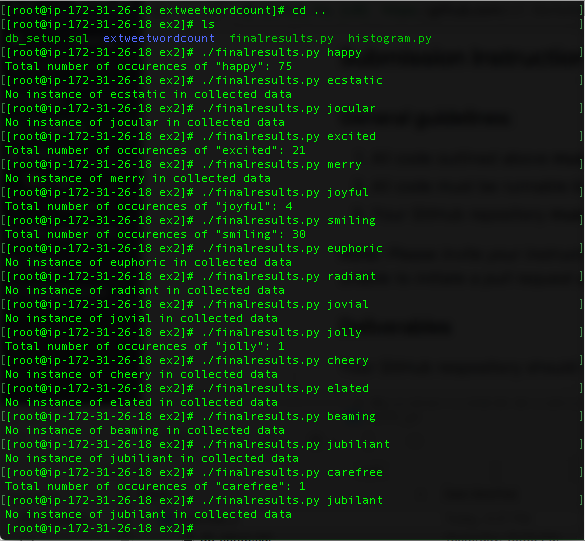 [[root@ip-172-31-26-18 extweetwordcount]# cd ..
[[root@ip-172-31-26-18 ex2]# ls
db_setup.sql  extweetwordcount  finalresults.py  histogram.py
[[root@ip-172-31-26-18 ex2]# ./finalresults.py happy
Total number of occurences of "happy": 75
[[root@ip-172-31-26-18 ex2]# ./finalresults.py ecstatic
No instance of ecstatic in collected data
[[root@ip-172-31-26-18 ex2]# ./finalresults.py jocular
No instance of jocular in collected data
[[root@ip-172-31-26-18 ex2]# ./finalresults.py excited
Total number of occurences of "excited": 21
[[root@ip-172-31-26-18 ex2]# ./finalresults.py merry
No instance of merry in collected data
[[root@ip-172-31-26-18 ex2]# ./finalresults.py joyful
Total number of occurences of "joyful": 4
[[root@ip-172-31-26-18 ex2]# ./finalresults.py smiling
Total number of occurences of "smiling": 30
[[root@ip-172-31-26-18 ex2]# ./finalresults.py euphoric
No instance of euphoric in collected data
[[root@ip-172-31-26-18 ex2]# ./finalresults.py radiant
No instance of radiant in collected data
[[root@ip-172-31-26-18 ex2]# ./finalresults.py jovial
No instance of jovial in collected data
[[root@ip-172-31-26-18 ex2]# ./finalresults.py jolly
Total number of occurences of "jolly": 1
[[root@ip-172-31-26-18 ex2]# ./finalresults.py cheery
No instance of cheery in collected data
[[root@ip-172-31-26-18 ex2]# ./finalresults.py elated
No instance of elated in collected data
[[root@ip-172-31-26-18 ex2]# ./finalresults.py beaming
No instance of beaming in collected data
[[root@ip-172-31-26-18 ex2]# ./finalresults.py jubiliant
No instance of jubiliant in collected data
[[root@ip-172-31-26-18 ex2]# ./finalresults.py carefree
Total number of occurences of "carefree": 1
[[root@ip-172-31-26-18 ex2]# ./finalresults.py jubilant
No instance of jubilant in collected data
[root@ip-172-31-26-18 ex2]#